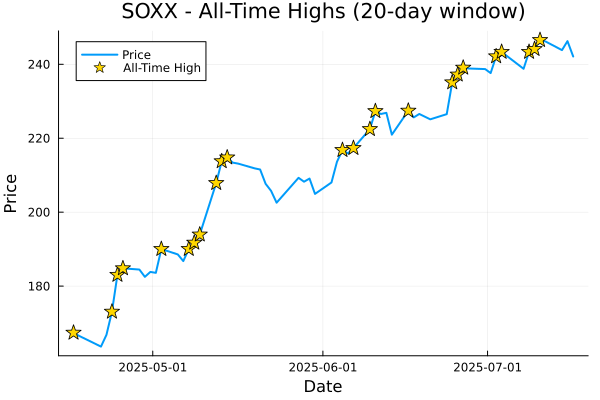 SOXX - All-Time Highs (20-day window)
Price
All-Time High
Price
240
220
200
180
2025-05-01
2025-06-01
2025-07-01
Date